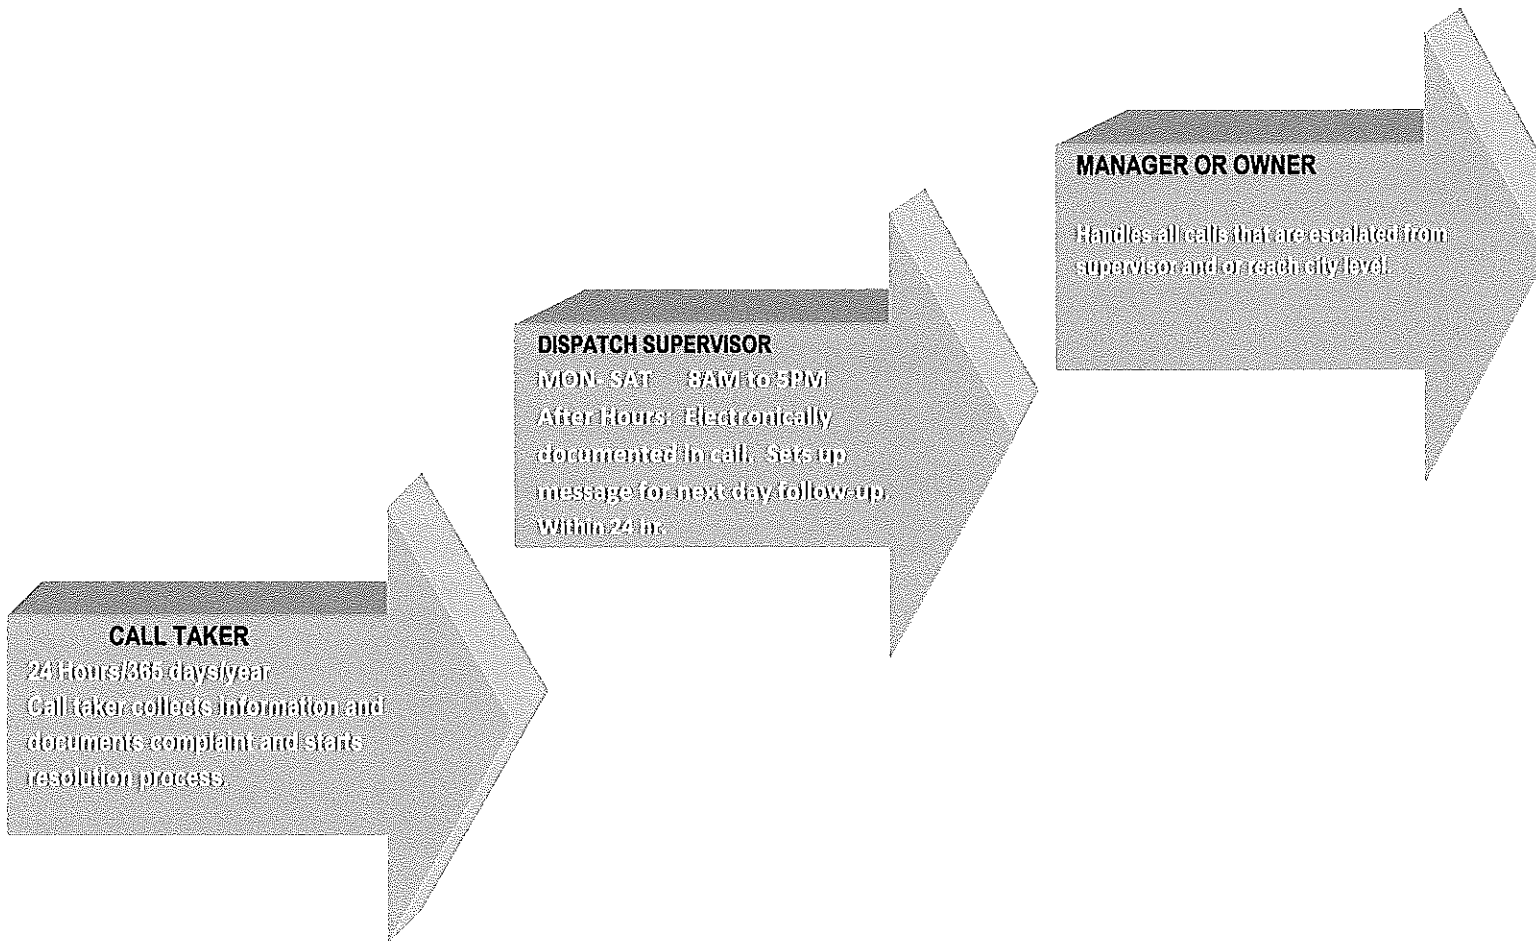 CALL TAKER
24 Hours/365 days/year
Call taker collects information and
documents complaint and starts
resolution process
DISPATCH SUPERVISOR
MON- SAT 8AM to 5PM
After Hours: Electronically
documented in call. Sets up
message for next day follow-up
Within 24 hr.
MANAGER OR OWNER
Handles all calls that are escalated from
supervisor and or reach city level.